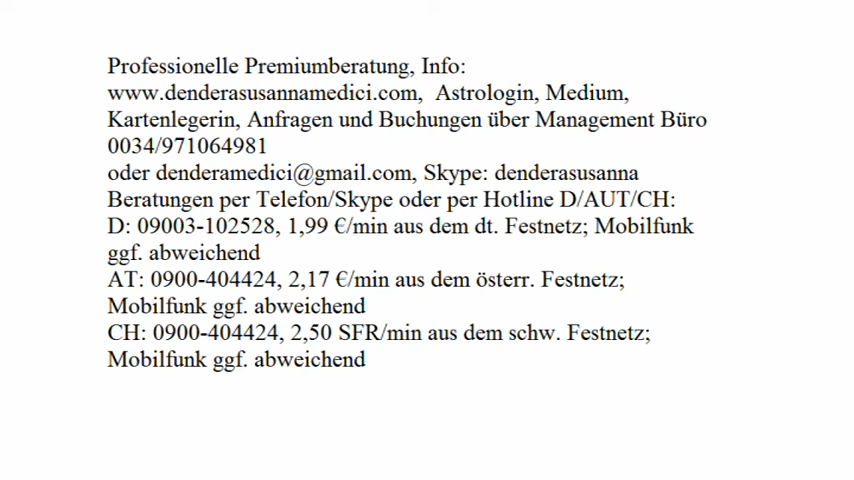 Professionelle Premiumberatung, Info:
www.denderasusannamedici.com, Astrologin, Medium,
Kartenlegerin, Anfragen und Buchungen über Management Büro
0034/971064981
oder denderamedici@gmail.com, Skype: denderasusanna
Beratungen per Telefon/Skype oder per Hotline D/AUT/CH:
D: 09003-102528, 1,99 €/min aus dem dt. Festnetz; Mobilfunk
ggf. abweichend
AT: 0900-404424, 2,17 €/min aus dem österr. Festnetz;
Mobilfunk ggf. abweichend
CH: 0900-404424, 2,50 SFR/min aus dem schw. Festnetz;
Mobilfunk ggf. abweichend